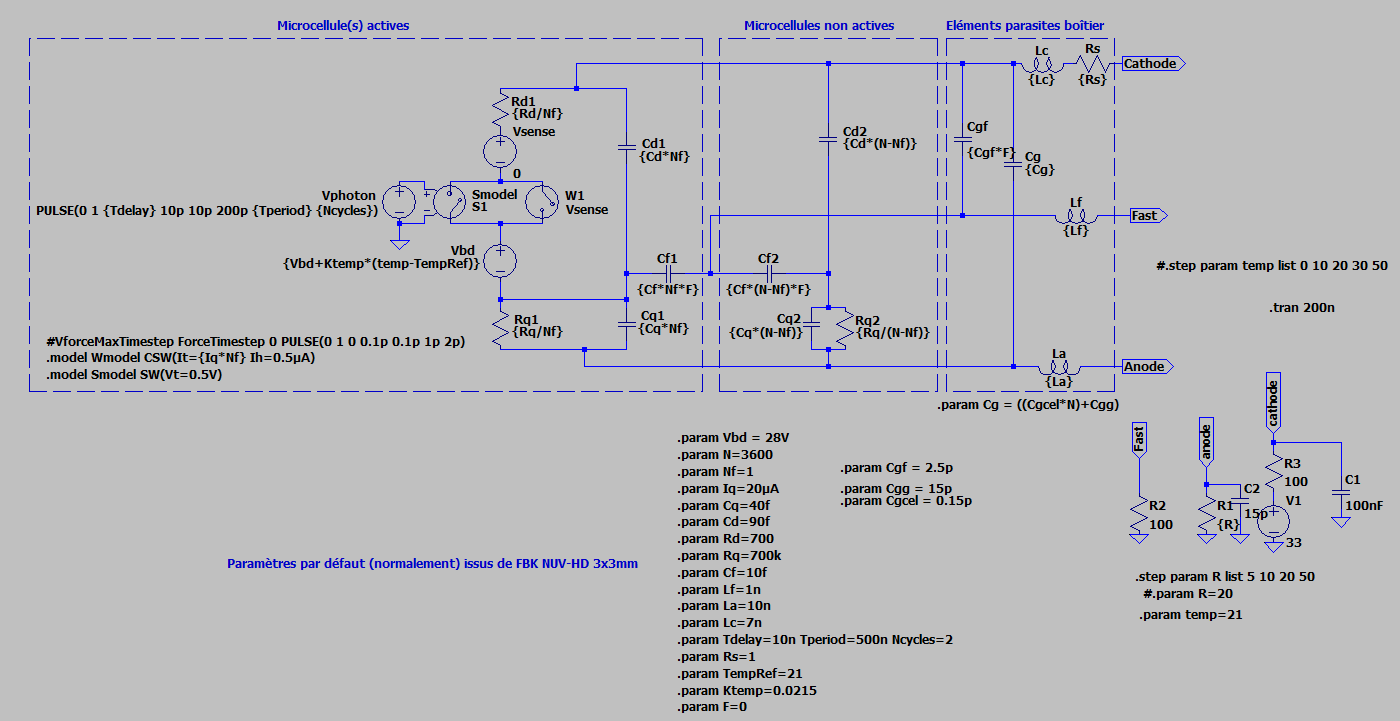 Microcellule(s) actives
Microcellules non actives
Eléments parasites boîtier
Lc
{Lc}
Rs
{Rs}
Cathode
Rd1
{Rd/Nf}
Vsense
0
Cd1
{Cd*Nf}
Cd2
{Cd*(N-Nf)}
Cgf
{Cgf*F}
Cg
{Cg}
Vphoton
PULSE(0 1 {Tdelay} 10p 10p 200p {Tperiod} {Ncycles})
Smodel
S1
W1
Vsense
Lf
{Lf}
Fast
Vbd
{Vbd+Ktemp*(temp-TempRef)}
Cf1
{Cf*Nf*F}
Cf2
{Cf*(N-Nf)*F}
#.step param temp list 0 10 20 30 50
.tran 200n
Rq1
{Rq/Nf}
Cq1
{Cq*Nf}
Cq2
{Cq*(N-Nf)}
Rq2
{Rq/(N-Nf)}
#VforceMaxTimestep ForceTimestep 0 PULSE(0 1 0 0.1p 0.1p 1p 2p)
.model Wmodel CSW(It={Iq*Nf} Ih=0.5µA)
.model Smodel SW(Vt=0.5V)
La
{La}
Anode
.param Cg = ((Cgcel*N)+Cgg)
.param Vbd = 28V
.param N=3600
.param Nf=1
.param Iq=20µA
.param Cq=40f
.param Cd=90f
.param Rd=700
.param Rq=700k
.param Cf=10f
.param Lf=1n
.param La=10n
.param Lc=7n
.param Tdelay=10n Tperiod=500n Ncycles=2
.param Rs=1
.param TempRef=21
.param Ktemp=0.0215
.param F=0
.param Cgf = 2.5p
.param Cgg = 15p
.param Cgcel = 0.15p
Paramètres par défaut (normalement) issus de FBK NUV-HD 3x3mm
Fast
R2
100
anode
R1
{R}
C2
15p
cathode
R3
100
V1
33
C1
100nF
.step param R list 5 10 20 50
#.param R=20
.param temp=21